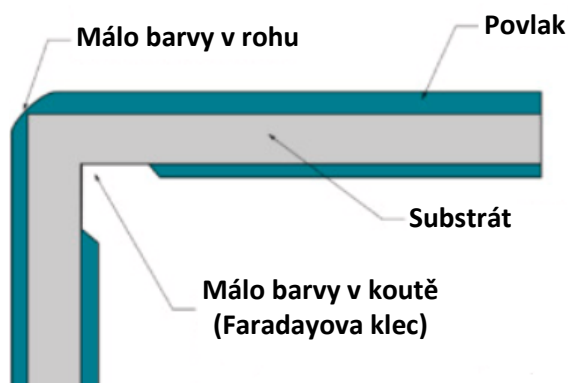 Málo barvy v rohu
Povlak
Substrát
Málo barvy v koutě
(Faradayova klec)